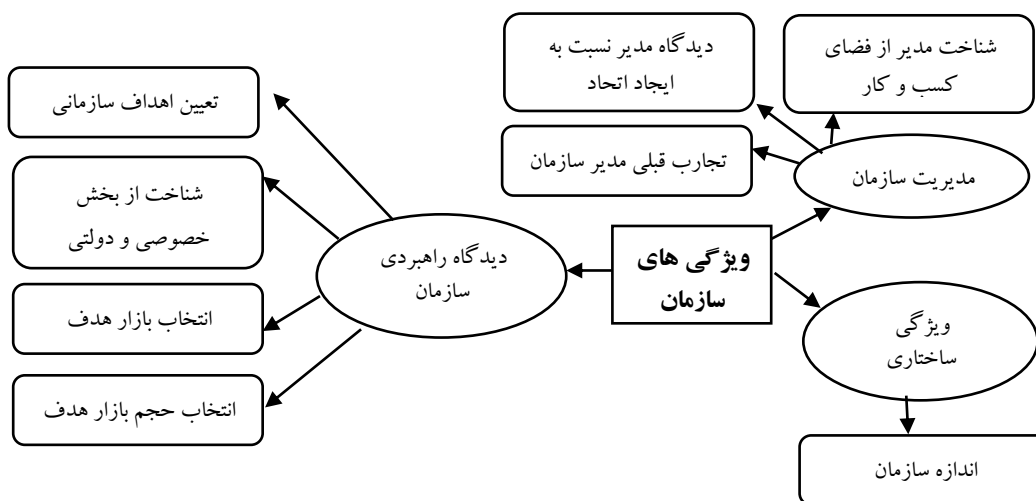 شناخت مدیر از فضای
کسب و کار
دیدگاه مدیر نسبت به
ایجاد اتحاد
تجارب قبلی مدیر سازمان
مدیریت سازمان
ویژگی های
سازمان
ویژگی
ساختاری
اندازه سازمان
دیدگاه راهبردی
سازمان
تعیین اهداف سازمانی
شناخت از بخش
خصوصی و دولتی
انتخاب بازار هدف
انتخاب حجم بازار هدف